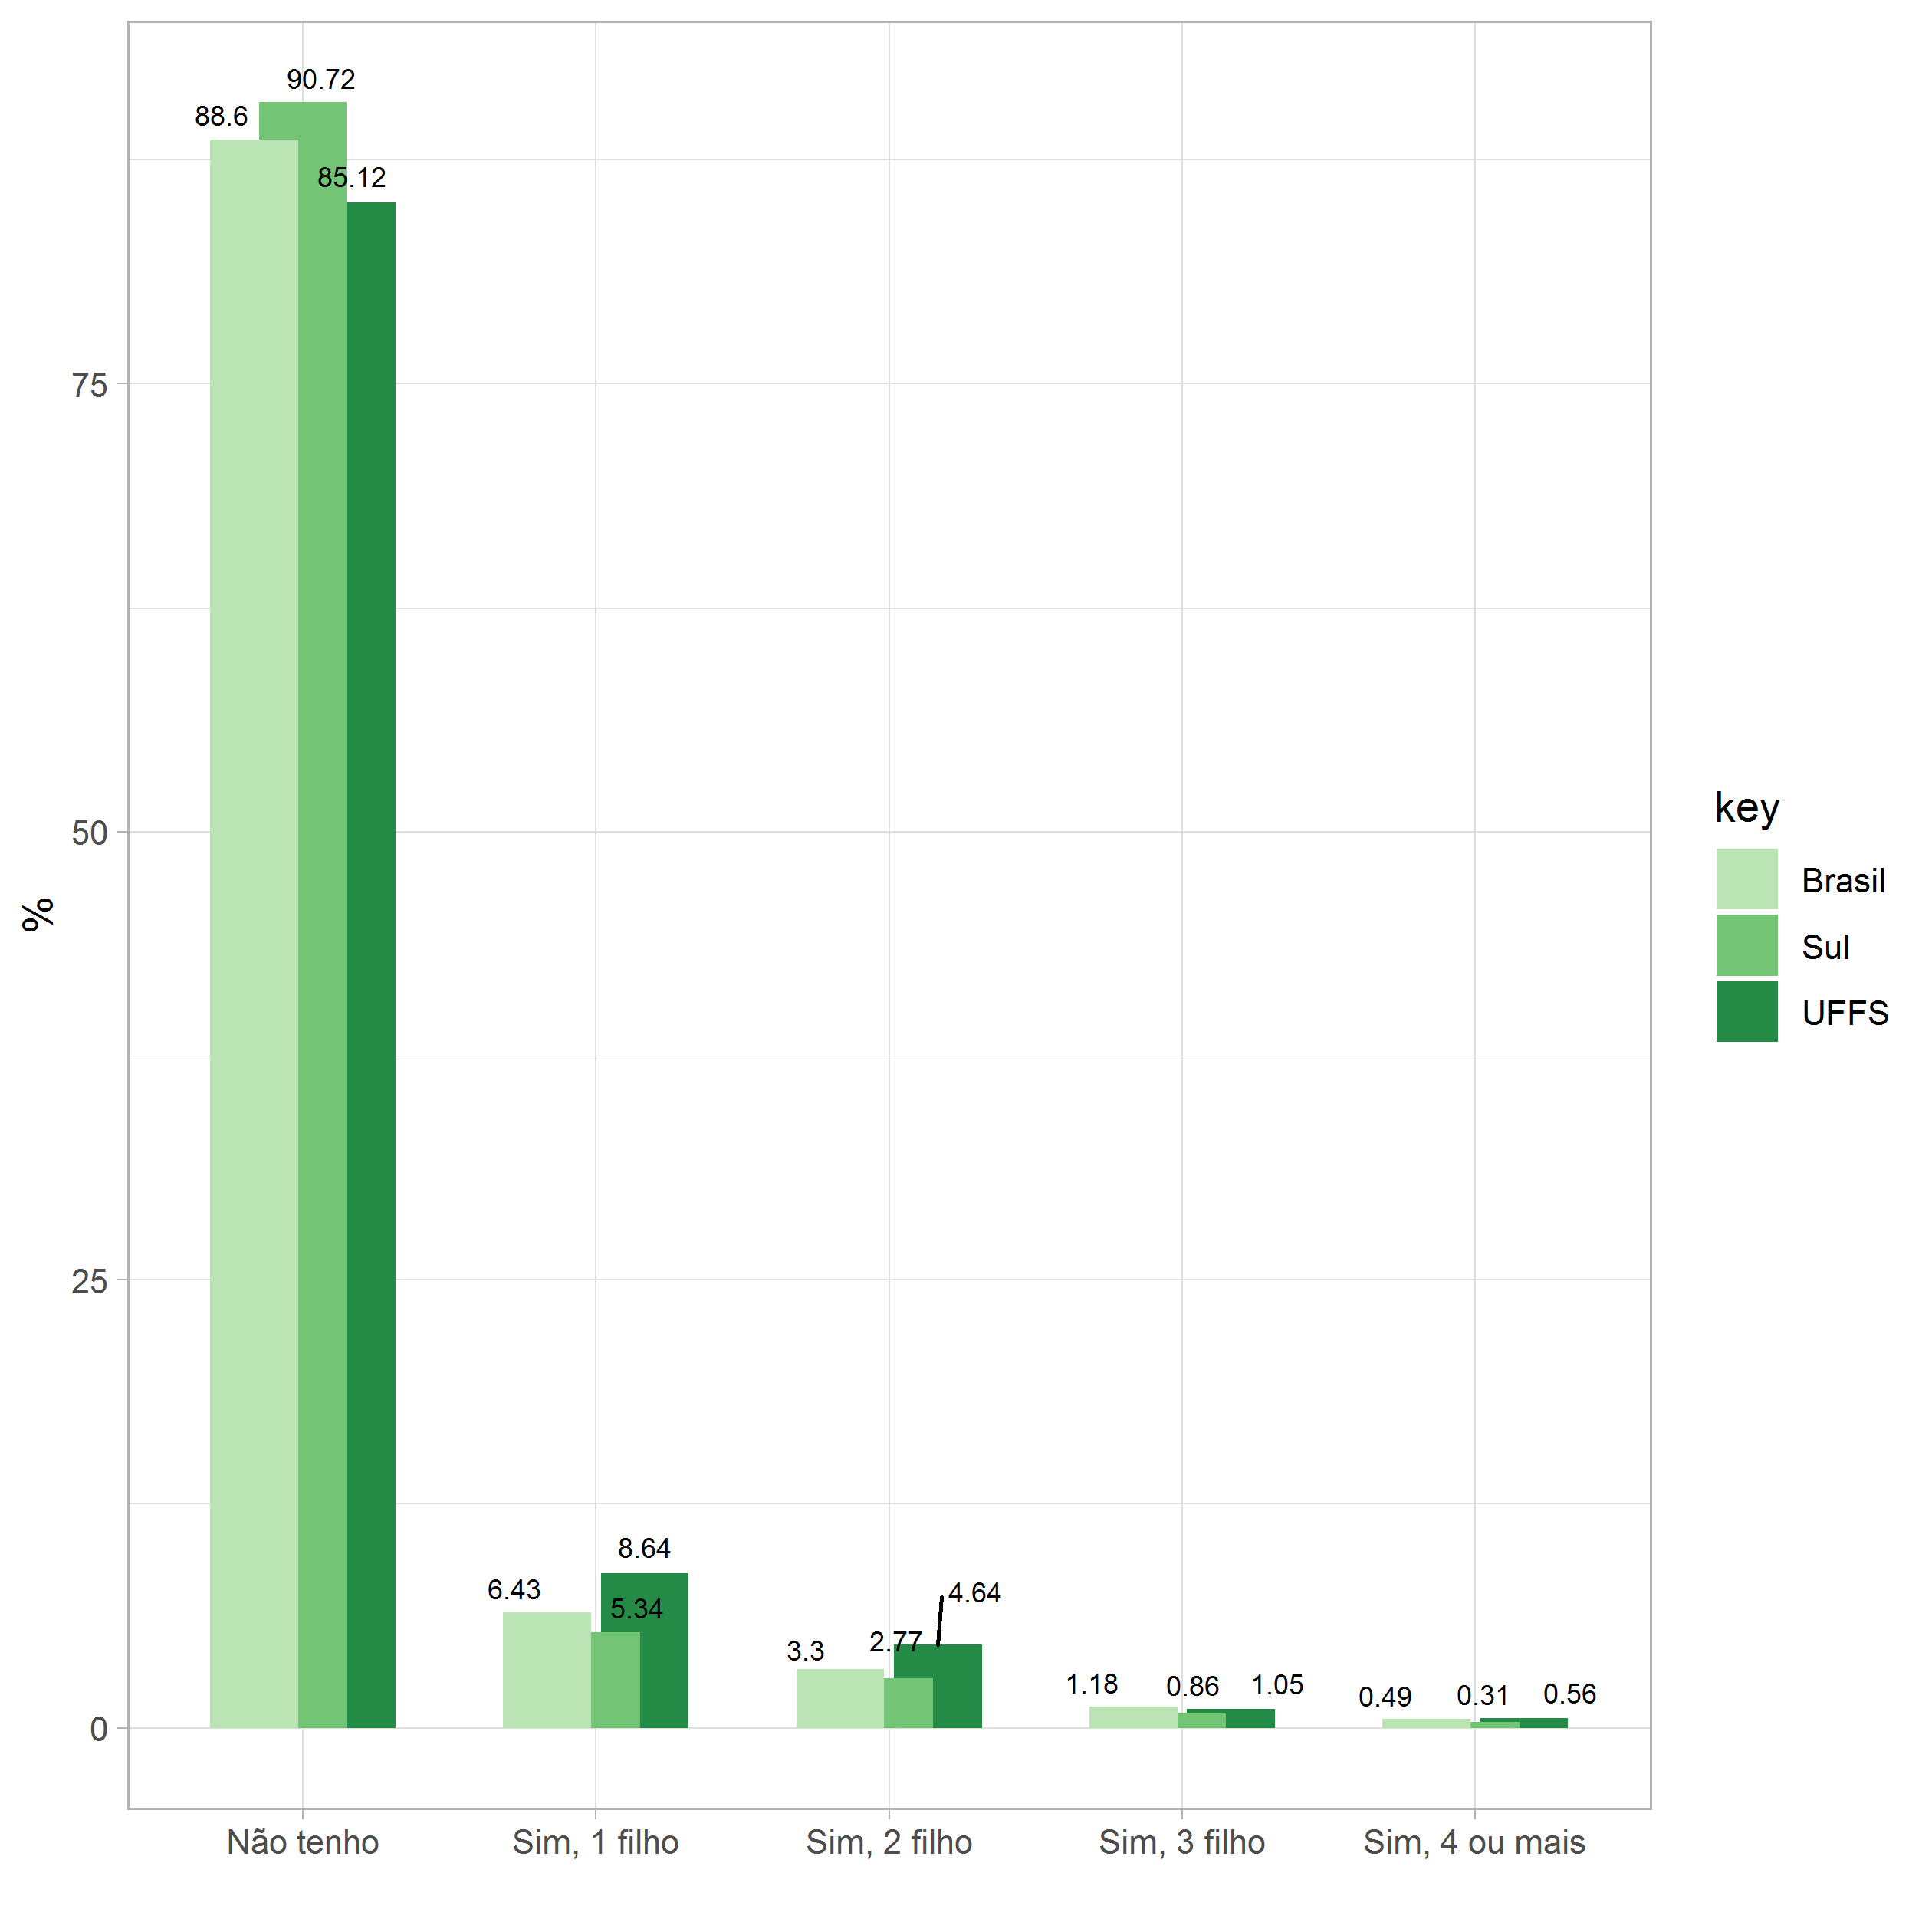 90.72
88.6
85.12
75
50
25
0
%
8.64
6.43
5.34
4.64
2.77
3.3
1.18
0.86
1.05
0.49
0.31
0.56
Não tenho
Sim, 1 filho
Sim, 2 filho
Sim, 3 filho
Sim, 4 ou mais
key
Brasil
Sul
UFFS